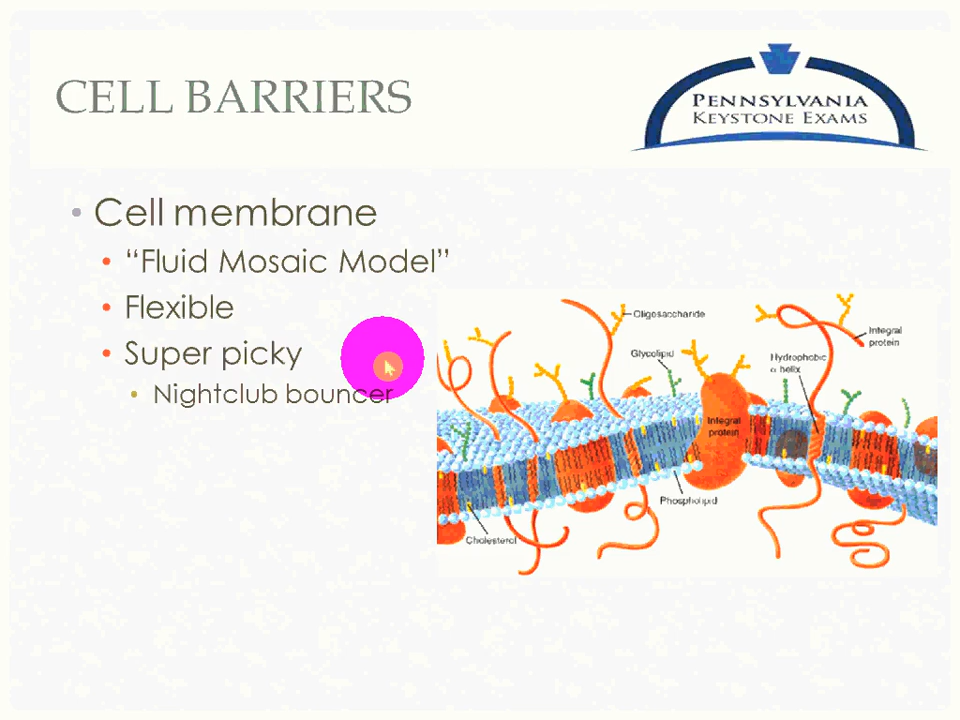 CELL BARRIERS
PENNSYLVANIA
KEYSTONE EXAMS
• Cell membrane
• “Fluid Mosaic Model”
• Flexible
• Super picky
• Nightclub bouncer
Oligosaccharide
Glycolipid
Hydrophobic
α helix
Integral
protein
Integral
protein
Phospholipid
Cholesterol